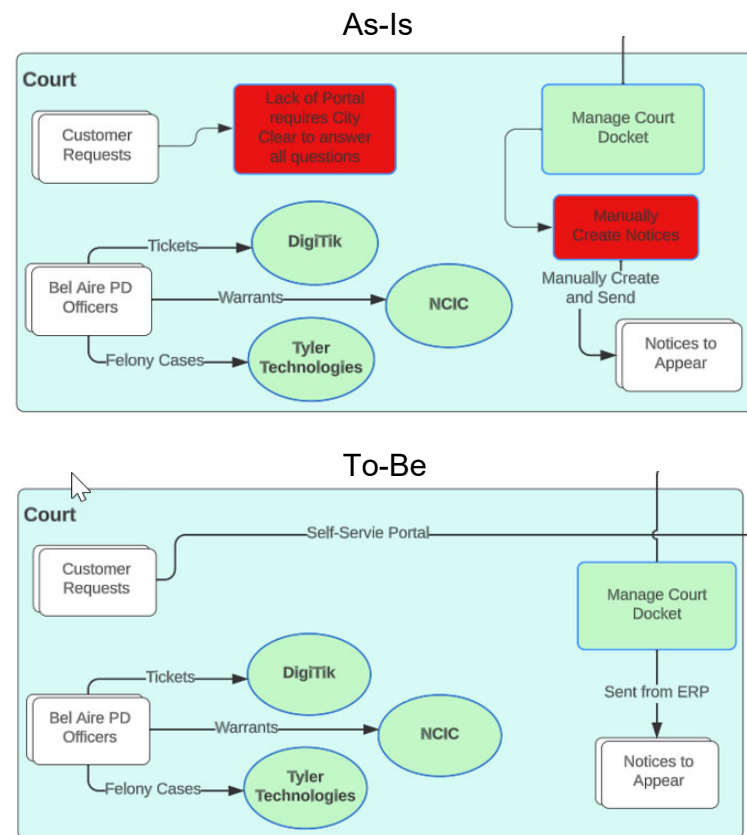 As-Is
Court
Customer
Requests
Lack of Portal
requires City
Clear to answer
all questions
Manage Court
Docket
Manually
Create Notices
Manually Create
and Send
Notices to
Appear
Bel Aire PD
Officers
Tickets
DigiTik
Warrants
NCIC
Felony Cases
Tyler
Technologies
To-Be
Court
Customer
Requests
Self-Servie Portal
Manage Court
Docket
Sent from ERP
Notices to
Appear
Bel Aire PD
Officers
Tickets
DigiTik
Warrants
NCIC
Felony Cases
Tyler
Technologies